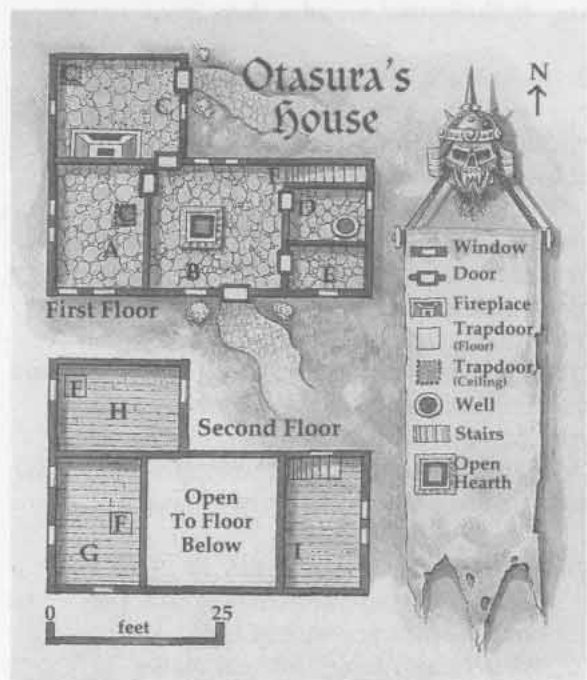 Otasura's
House
N
C
C
C
A
B
D
E
First Floor
F
H
Second Floor
Open
To Floor
Below
F
G
I
0 25
feet
Window
Door
Fireplace
Trapdoor
(Floor)
Trapdoor
(Ceiling)
Well
Stairs
Open
Hearth